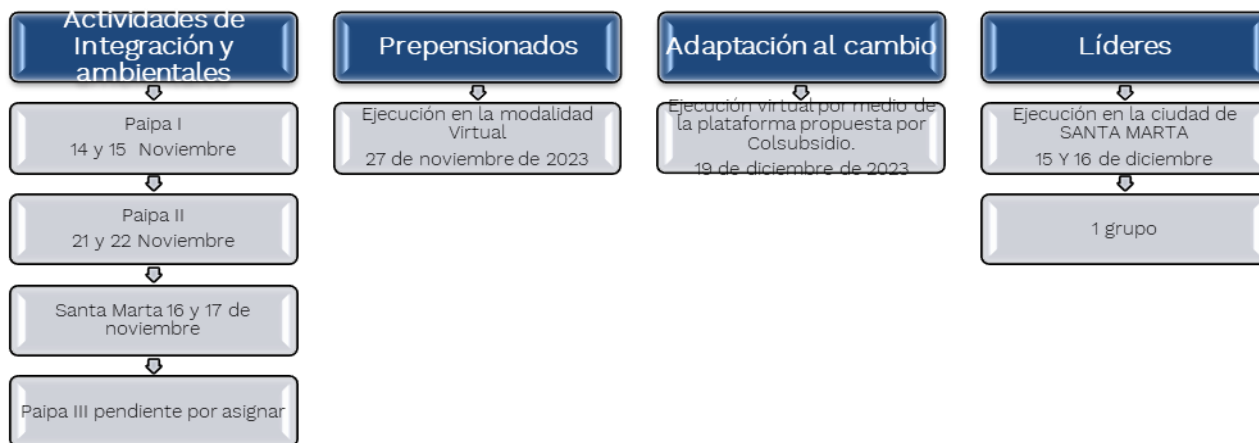 Actividades de
Integración y
ambientales
Paipa I
14 y 15 Noviembre
Paipa II
21 y 22 Noviembre
Santa Marta 16 y 17 de
noviembre
Paipa III pendiente por asignar
Prepensionados
Ejecución en la modalidad
Virtual
27 de noviembre de 2023
Adaptación al cambio
Ejecución virtual por medio de
la plataforma propuesta por
Colsubsidio.
19 de diciembre de 2023
Líderes
Ejecución en la ciudad de
SANTA MARTA
15 Y 16 de diciembre
1 grupo